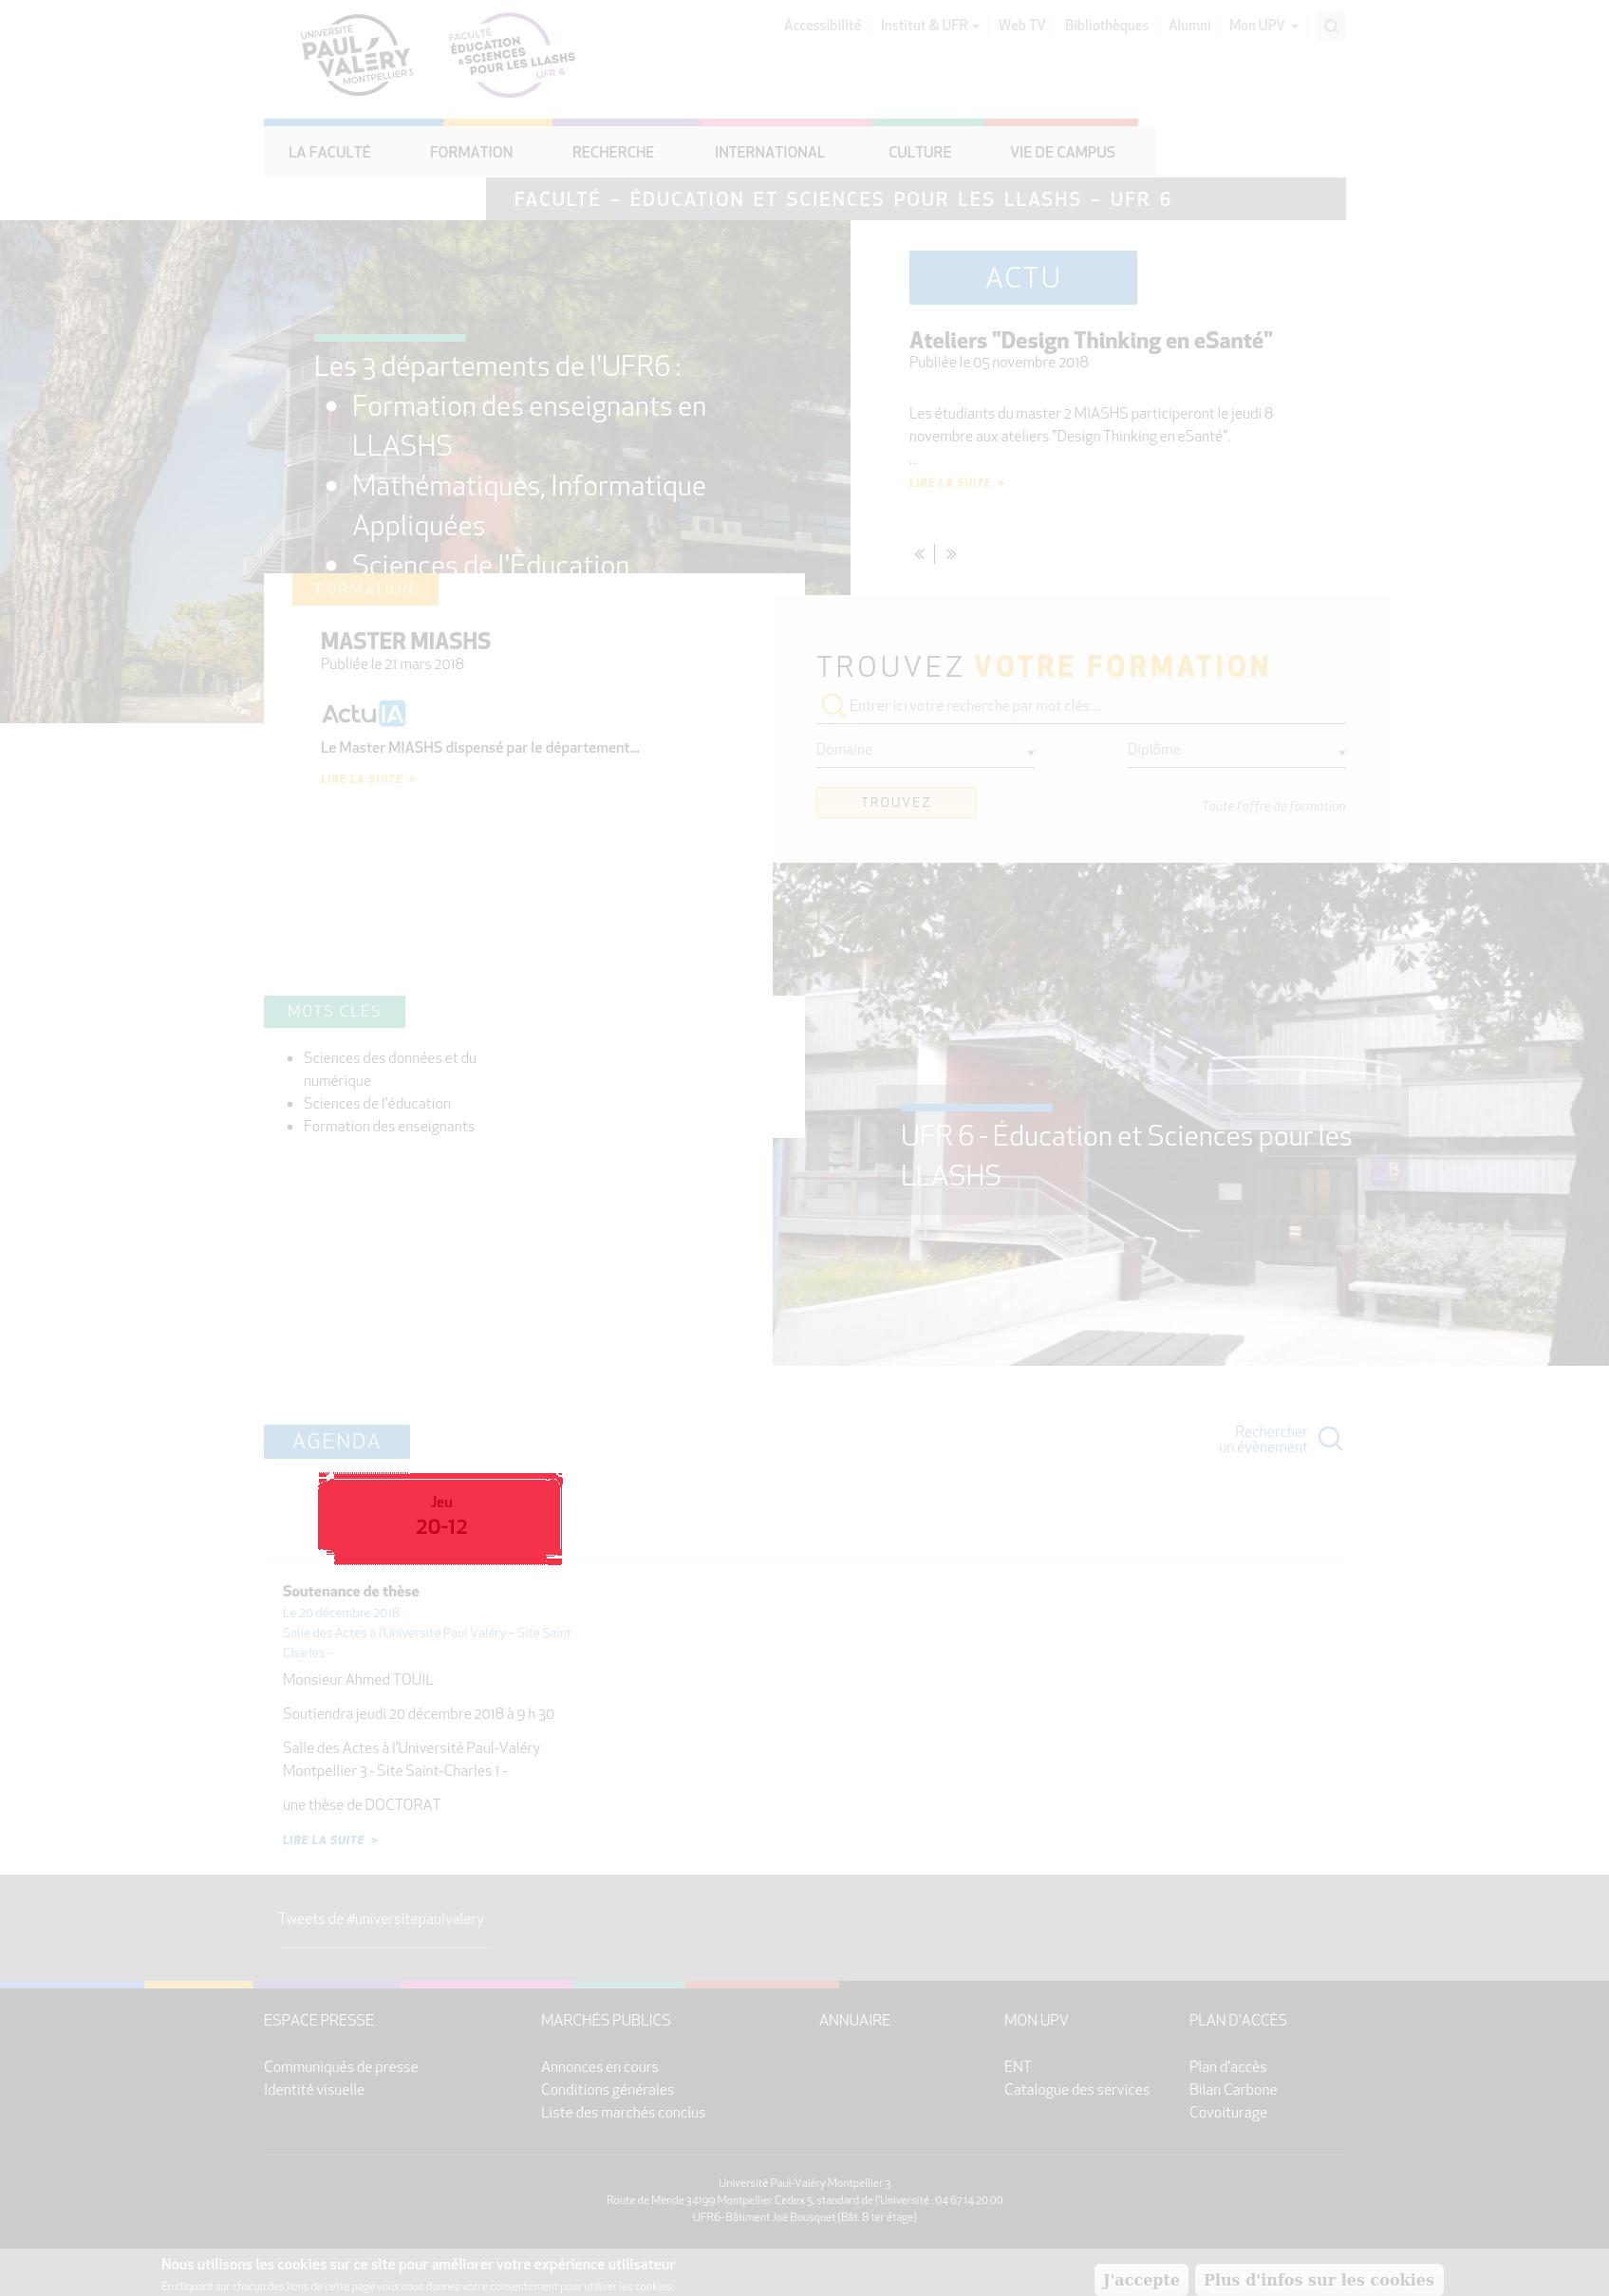 UNIVERSITÉ
PAUL
VALÉRY
MONTPELLIER 3
FACULTÉ
ÉDUCATION
& SCIENCES
POUR LES LLASHS
UFR 6
Accessibilité
Institut & UFR
Web TV
Bibliothèques
Alumni
Mon UPV
LA FACULTÉ
FORMATION
RECHERCHE
INTERNATIONAL
CULTURE
VIE DE CAMPUS
FACULTÉ – ÉDUCATION ET SCIENCES POUR LES LLASHS – UFR 6
Les 3 départements de l'UFR6 :
• Formation des enseignants en
LLASHS
• Mathématiques, Informatique
Appliquées
• Sciences de l'Éducation
ACTU
Ateliers "Design Thinking en eSanté"
Publiée le 05 novembre 2018
Les étudiants du master 2 MIASHS participeront le jeudi 8
novembre aux ateliers "Design Thinking en eSanté".
...
LIRE LA SUITE >
« | »
FORMATION
MASTER MIASHS
Publiée le 21 mars 2018
ActuIA
Le Master MIASHS dispensé par le département...
LIRE LA SUITE >
TROUVEZ VOTRE FORMATION
Entrer ici votre recherche par mot clés ...
Domaine
Diplôme
TROUVEZ
Toute l'offre de formation
MOTS CLÉS
• Sciences des données et du
numérique
• Sciences de l'éducation
• Formation des enseignants
UFR 6 - Éducation et Sciences pour les
LLASHS
B
AGENDA
Rechercher
un évènement
Jeu
20-12
Soutenance de thèse
Le 20 décembre 2018
Salle des Actes à l'Université Paul Valéry – Site Saint
Charles -
Monsieur Ahmed TOUIL
Soutiendra jeudi 20 décembre 2018 à 9 h 30
Salle des Actes à l'Université Paul-Valéry
Montpellier 3 - Site Saint-Charles 1 -
une thèse de DOCTORAT
LIRE LA SUITE >
Tweets de #universitepaulvalery
ESPACE PRESSE
Communiqués de presse
Identité visuelle
MARCHÉS PUBLICS
Annonces en cours
Conditions générales
Liste des marchés conclus
ANNUAIRE
MON UPV
ENT
Catalogue des services
PLAN D'ACCÈS
Plan d'accès
Bilan Carbone
Covoiturage
Université Paul-Valéry Montpellier 3
Route de Mende 34199 Montpellier Cedex 5, standard de l'Université : 04 67 14 20 00
UFR6- Bâtiment Joë Bousquet (Bât. B 1er étage)
Nous utilisons les cookies sur ce site pour améliorer votre expérience utilisateur
En cliquant sur chacun des liens de cette page vous nous donnez votre consentement pour utiliser les cookies.
J'accepte
Plus d'infos sur les cookies